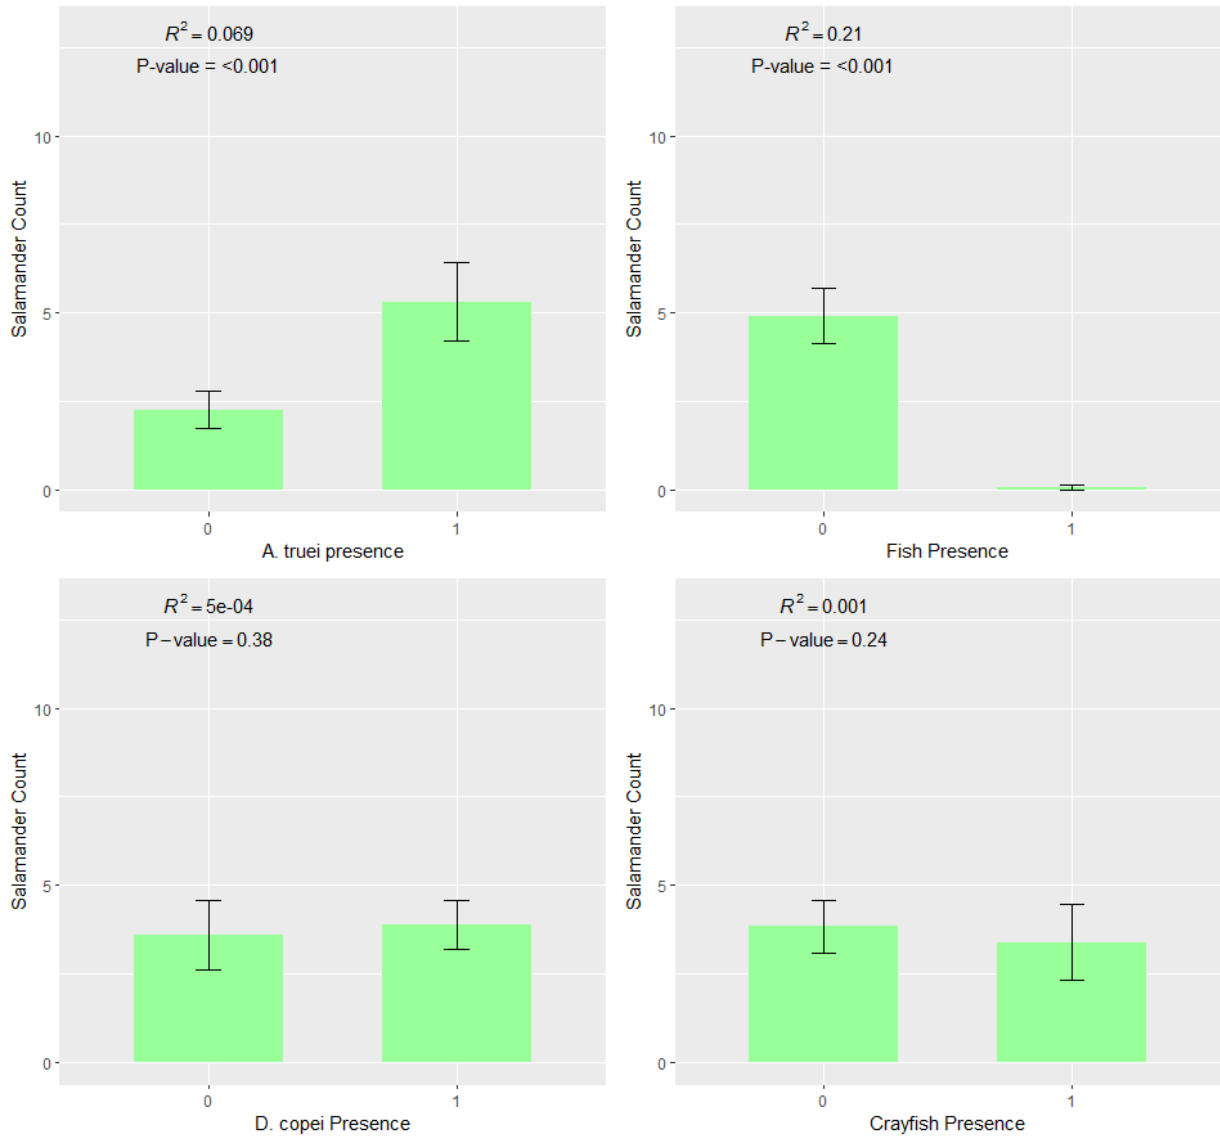 R² = 0.069
P-value = <0.001
10
5
0
Salamander Count
0 1
A. truei presence
R² = 0.21
P-value = <0.001
10
5
0
Salamander Count
0 1
Fish Presence
R² = 5e-04
P−value = 0.38
10
5
0
Salamander Count
0 1
D. copei Presence
R² = 0.001
P−value = 0.24
10
5
0
Salamander Count
0 1
Crayfish Presence